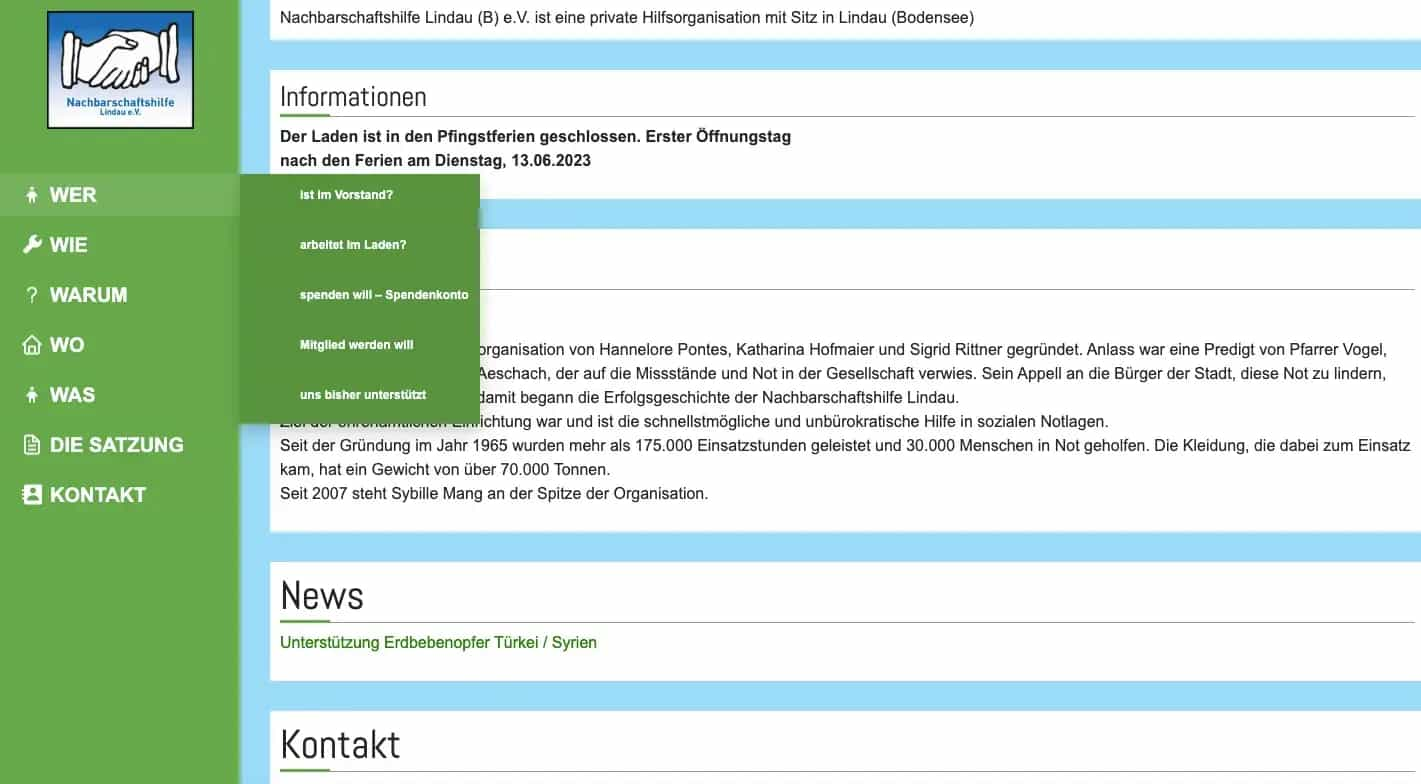 Nachbarschaftshilfe
Lindau e.V.
WER
WIE
?
WARUM
WO
WAS
DIE SATZUNG
KONTAKT
ist im Vorstand?
arbeitet im Laden?
spenden will – Spendenkonto
Mitglied werden will
uns bisher unterstützt
Nachbarschaftshilfe Lindau (B) e.V. ist eine private Hilfsorganisation mit Sitz in Lindau (Bodensee)
Informationen
Der Laden ist in den Pfingstferien geschlossen. Erster Öffnungstag
nach den Ferien am Dienstag, 13.06.2023
von Hannelore Pontes, Katharina Hofmaier und Sigrid Rittner gegründet. Anlass war eine Predigt von Pfarrer Vogel,
Aeschach, der auf die Missstände und Not in der Gesellschaft verwies. Sein Appell an die Bürger der Stadt, diese Not zu lindern,
damit begann die Erfolgsgeschichte der Nachbarschaftshilfe Lindau.
war und ist die schnellstmögliche und unbürokratische Hilfe in sozialen Notlagen.
Seit der Gründung im Jahr 1965 wurden mehr als 175.000 Einsatzstunden geleistet und 30.000 Menschen in Not geholfen. Die Kleidung, die dabei zum Einsatz
kam, hat ein Gewicht von über 70.000 Tonnen.
Seit 2007 steht Sybille Mang an der Spitze der Organisation.
News
Unterstützung Erdbebenopfer Türkei / Syrien
Kontakt